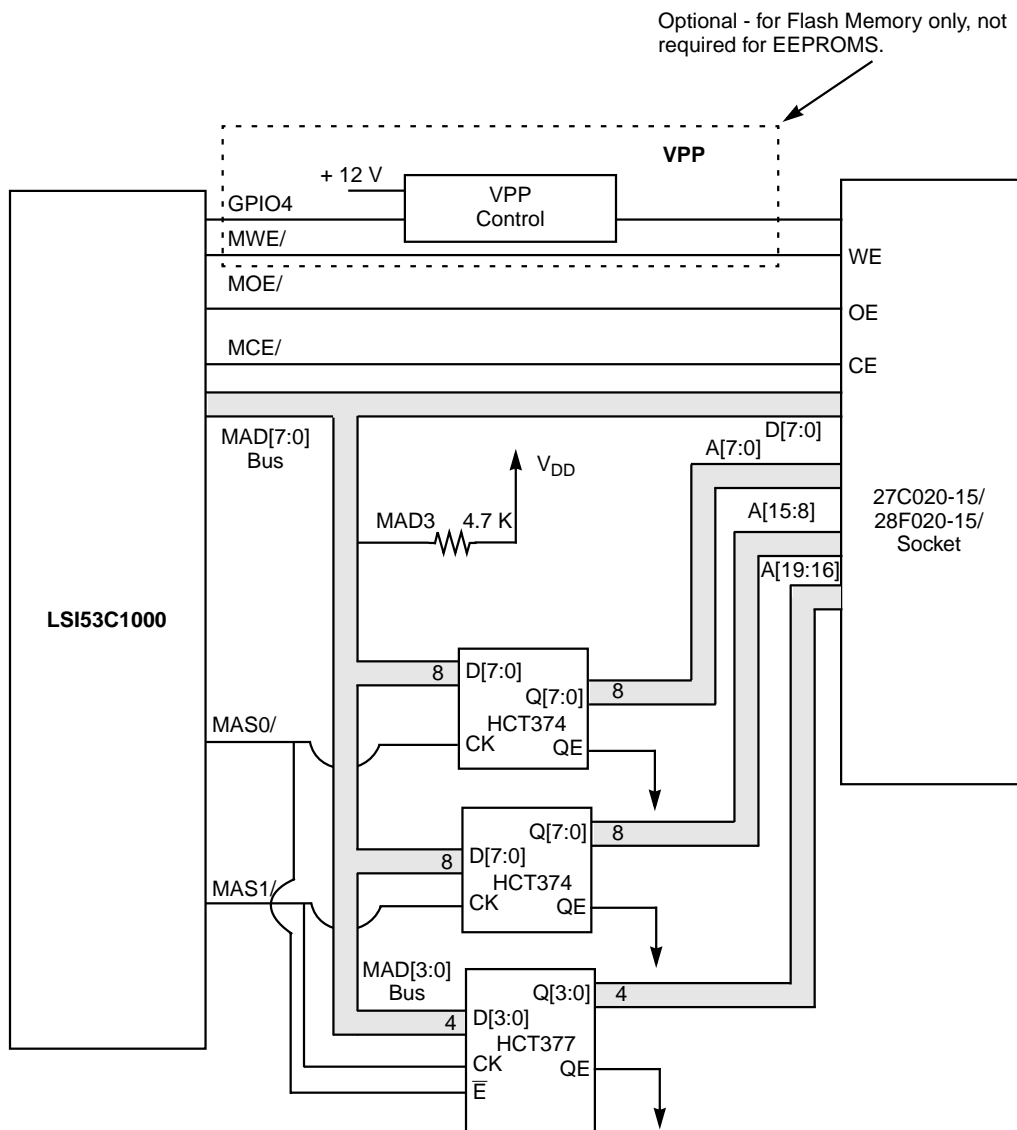 Optional - for Flash Memory only, not
required for EEPROMS.
VPP
+ 12 V
VPP
Control
GPIO4
MWE/
WE
MOE/
OE
MCE/
CE
MAD[7:0]
Bus
D[7:0]
A[7:0]
VDD
MAD3
4.7 K
A[15:8]
27C020-15/
28F020-15/
Socket
A[19:16]
LSI53C1000
8
D[7:0]
Q[7:0]
8
HCT374
CK
QE
MAS0/
Q[7:0]
8
8
D[7:0]
HCT374
CK
QE
MAS1/
MAD[3:0]
Bus
Q[3:0]
4
4
D[3:0]
HCT377
CK
QE
E̅